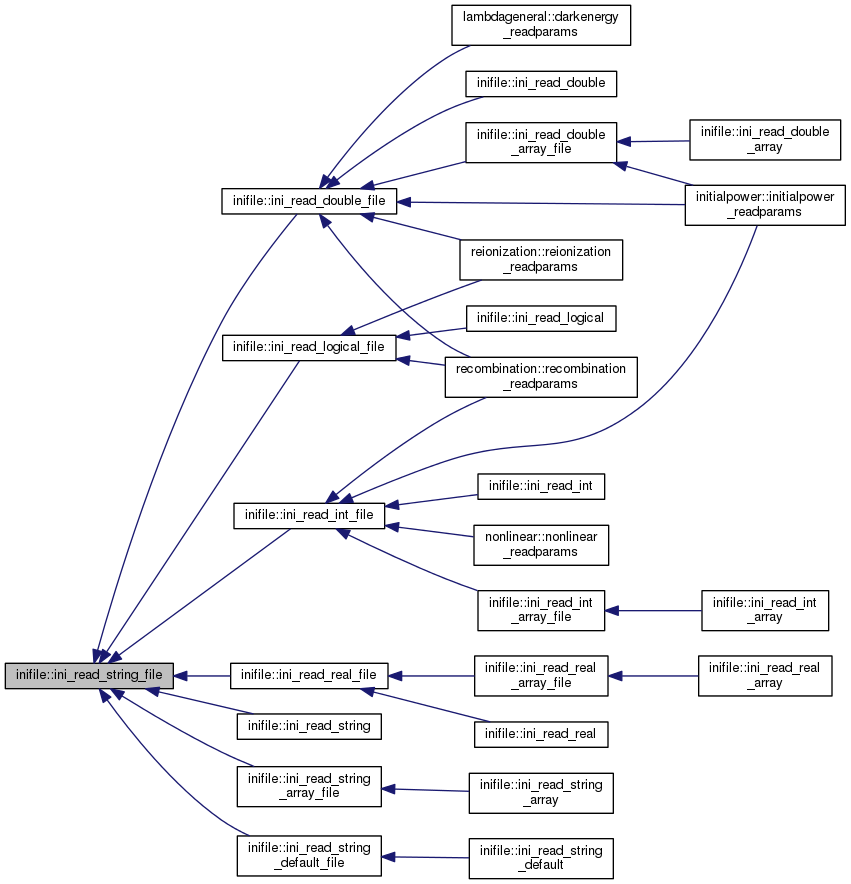 lambdageneral::darkenergy
_readparams
inifile::ini_read_double
inifile::ini_read_double
_array_file
inifile::ini_read_double
_array
inifile::ini_read_double_file
initialpower::initialpower
_readparams
reionization::reionization
_readparams
inifile::ini_read_logical
inifile::ini_read_logical_file
recombination::recombination
_readparams
inifile::ini_read_int
inifile::ini_read_int_file
nonlinear::nonlinear
_readparams
inifile::ini_read_int
_array_file
inifile::ini_read_int
_array
inifile::ini_read_string_file
inifile::ini_read_real_file
inifile::ini_read_real
_array_file
inifile::ini_read_real
_array
inifile::ini_read_string
inifile::ini_read_real
inifile::ini_read_string
_array_file
inifile::ini_read_string
_array
inifile::ini_read_string
_default_file
inifile::ini_read_string
_default